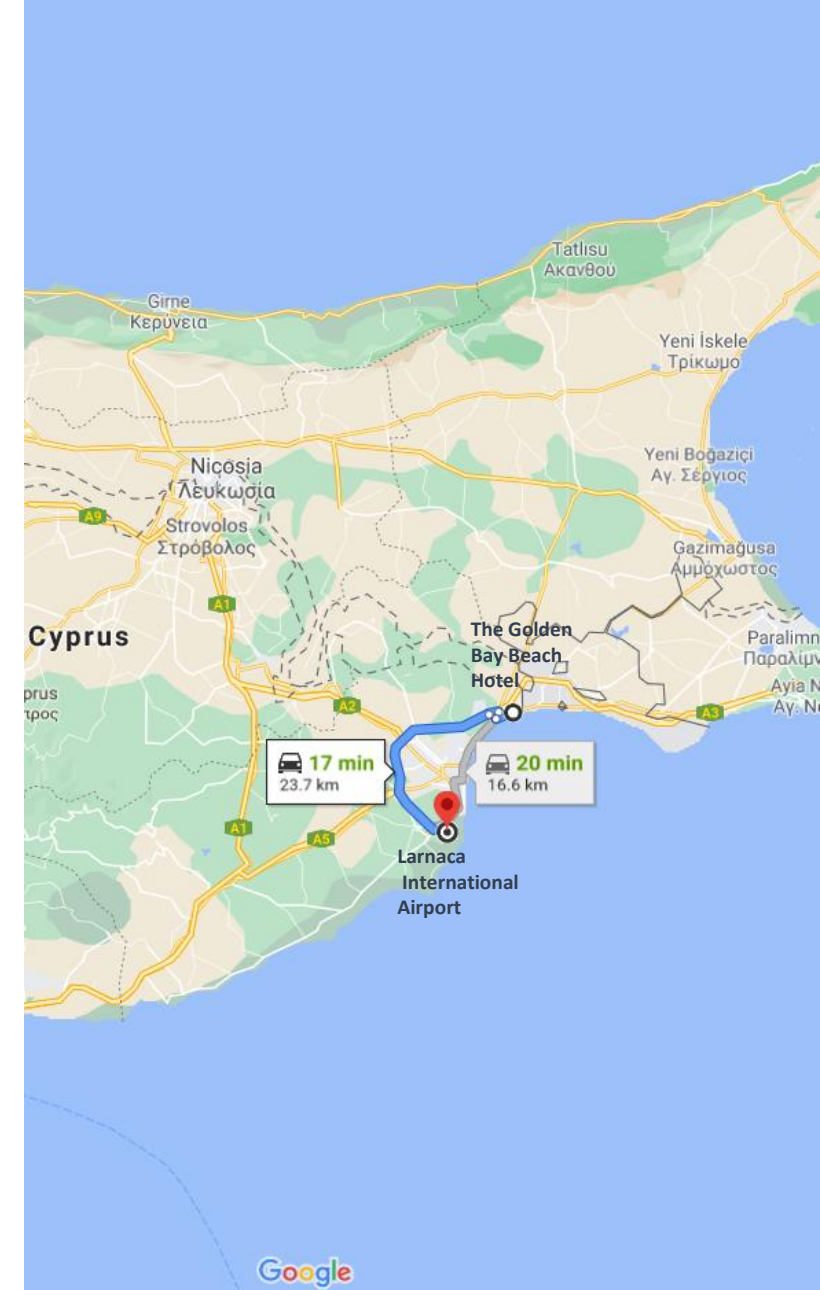 Tatlısu
Ακανθού
Girne
Κερύνεια
Yeni İskele
Τρίκωμο
Nicosia
Λευκωσία
Yeni Boğaziçi
Αγ. Σέργιος
A9
Strovolos
Στρόβολος
Gazimağusa
Αμμόχωστος
A1
Cyprus
The Golden
Bay Beach
Hotel
Paralimn
Παραλίμν
prus
προς
Ayia N
Αγ. Ν
A2
A3
17 min
23.7 km
20 min
16.6 km
A1
A5
Larnaca
International
Airport
Google